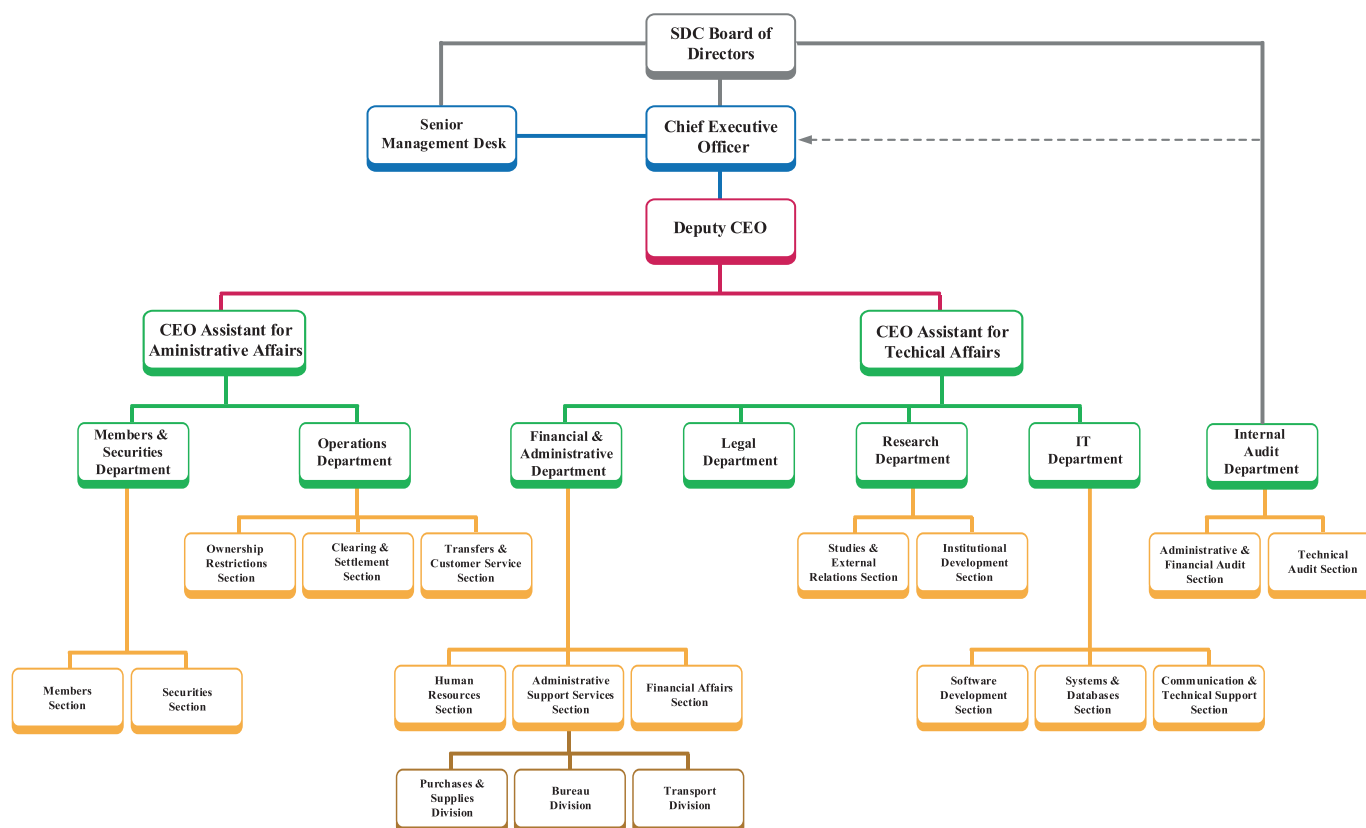 SDC Board of
Directors
Senior
Management Desk
Chief Executive
Officer
Deputy CEO
CEO Assistant for
Aministrative Affairs
CEO Assistant for
Techical Affairs
Members &
Securities
Department
Operations
Department
Financial &
Administrative
Department
Legal
Department
Research
Department
IT
Department
Internal
Audit
Department
Ownership
Restrictions
Section
Clearing &
Settlement
Section
Transfers &
Customer Service
Section
Studies &
External
Relations Section
Institutional
Development
Section
Administrative &
Financial Audit
Section
Technical
Audit Section
Members
Section
Securities
Section
Human
Resources
Section
Administrative
Support Services
Section
Financial Affairs
Section
Software
Development
Section
Systems &
Databases
Section
Communication &
Technical Support
Section
Purchases &
Supplies
Division
Bureau
Division
Transport
Division